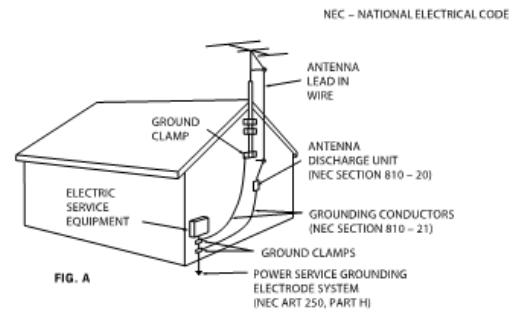 NEC – NATIONAL ELECTRICAL CODE
ANTENNA
LEAD IN
WIRE
GROUND
CLAMP
ANTENNA
DISCHARGE UNIT
(NEC SECTION 810 – 20)
ELECTRIC
SERVICE
EQUIPMENT
GROUNDING CONDUCTORS
(NEC SECTION 810 – 21)
GROUND CLAMPS
POWER SERVICE GROUNDING
ELECTRODE SYSTEM
(NEC ART 250, PART H)
FIG. A